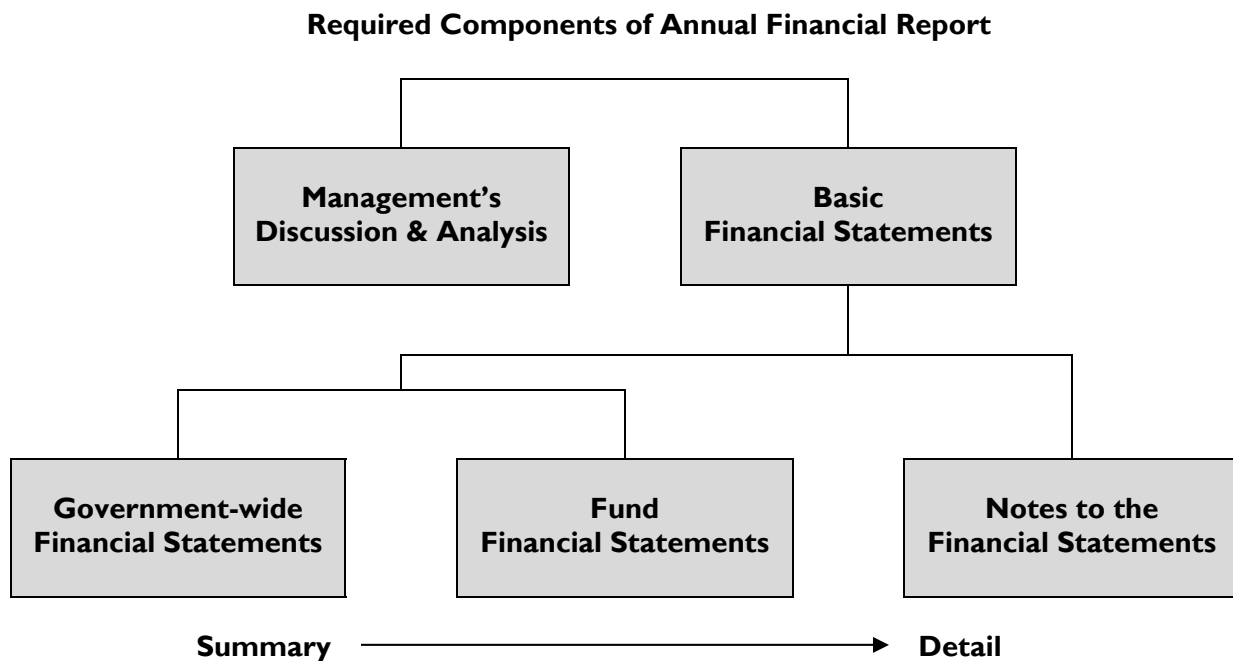 Required Components of Annual Financial Report
Management’s
Discussion & Analysis
Basic
Financial Statements
Government-wide
Financial Statements
Fund
Financial Statements
Notes to the
Financial Statements
Summary
Detail